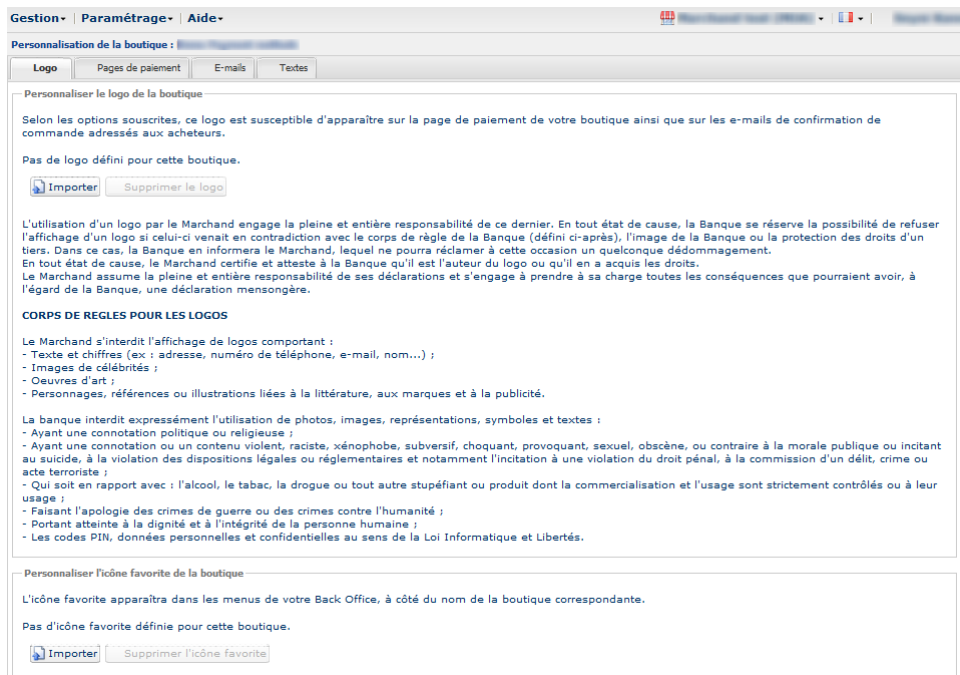 Gestion | Paramétrage | Aide
Personnalisation de la boutique :
Logo Pages de paiement E-mails Textes
Personnaliser le logo de la boutique
Selon les options souscrites, ce logo est susceptible d'apparaître sur la page de paiement de votre boutique ainsi que sur les e-mails de confirmation de
commande adressés aux acheteurs.
Pas de logo défini pour cette boutique.
Importer Supprimer le logo
L'utilisation d'un logo par le Marchand engage la pleine et entière responsabilité de ce dernier. En tout état de cause, la Banque se réserve la possibilité de refuser
l'affichage d'un logo si celui-ci venait en contradiction avec le corps de règle de la Banque (défini ci-après), l'image de la Banque ou la protection des droits d'un
tiers. Dans ce cas, la Banque en informera le Marchand, lequel ne pourra réclamer à cette occasion un quelconque dédommagement.
En tout état de cause, le Marchand certifie et atteste à la Banque qu'il est l'auteur du logo ou qu'il en a acquis les droits.
Le Marchand assume la pleine et entière responsabilité de ses déclarations et s'engage à prendre à sa charge toutes les conséquences que pourraient avoir, à
l'égard de la Banque, une déclaration mensongère.
CORPS DE REGLES POUR LES LOGOS
Le Marchand s'interdit l'affichage de logos comportant :
- Texte et chiffres (ex : adresse, numéro de téléphone, e-mail, nom...) ;
- Images de célébrités ;
- Oeuvres d'art ;
- Personnages, références ou illustrations liées à la littérature, aux marques et à la publicité.
La banque interdit expressément l'utilisation de photos, images, représentations, symboles et textes :
- Ayant une connotation politique ou religieuse ;
- Ayant une connotation ou un contenu violent, raciste, xénophobe, subversif, choquant, provoquant, sexuel, obscène, ou contraire à la morale publique ou incitant
au suicide, à la violation des dispositions légales ou réglementaires et notamment l'incitation à une violation du droit pénal, à la commission d'un délit, crime ou
acte terroriste ;
- Qui soit en rapport avec : l'alcool, le tabac, la drogue ou tout autre stupéfiant ou produit dont la commercialisation et l'usage sont strictement contrôlés ou à leur
usage ;
- Faisant l'apologie des crimes de guerre ou des crimes contre l'humanité ;
- Portant atteinte à la dignité et à l'intégrité de la personne humaine ;
- Les codes PIN, données personnelles et confidentielles au sens de la Loi Informatique et Libertés.
Personnaliser l'icône favorite de la boutique
L'icône favorite apparaîtra dans les menus de votre Back Office, à côté du nom de la boutique correspondante.
Pas d'icône favorite définie pour cette boutique.
Importer Supprimer l'icône favorite